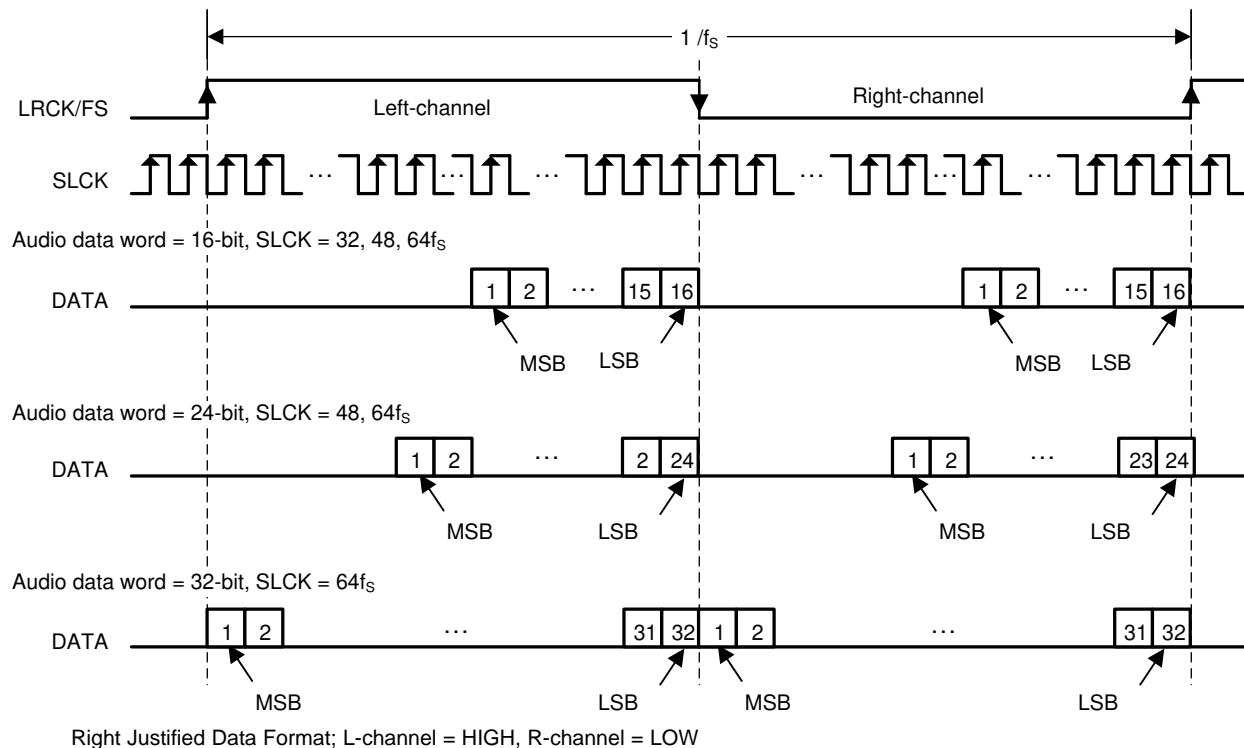 1 /fS
LRCK/FS
Left-channel
Right-channel
SLCK
··· ··· ··· ··· ··· ···
Audio data word = 16-bit, SLCK = 32, 48, 64fS
DATA
1 2 ··· 15 16 1 2 ··· 15 16
MSB LSB MSB LSB
Audio data word = 24-bit, SLCK = 48, 64fS
DATA
1 2 ··· 2 24 1 2 ··· 23 24
MSB LSB MSB LSB
Audio data word = 32-bit, SLCK = 64fS
DATA
1 2 ··· 31 32 1 2 ··· 31 32
MSB LSB MSB LSB
Right Justified Data Format; L-channel = HIGH, R-channel = LOW